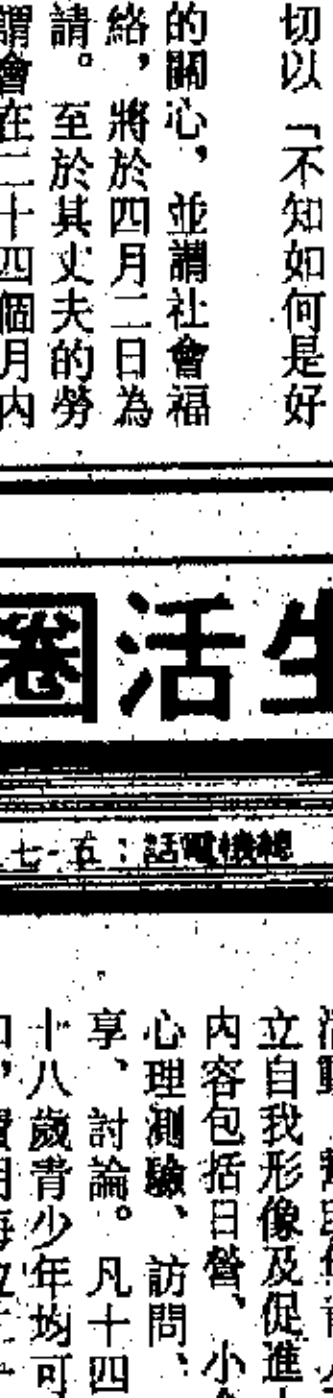 切以「不知如何是好
的關心，並謂社會福
絡，將於四月二日為
請。至於其丈夫的勞
謂會在二十四個月內
生活圈
總機電話：五-七
立自我形像及促進
內容包括日營、小
心理測驗、訪問、
享、討論。凡十四
十八歲青少年均可